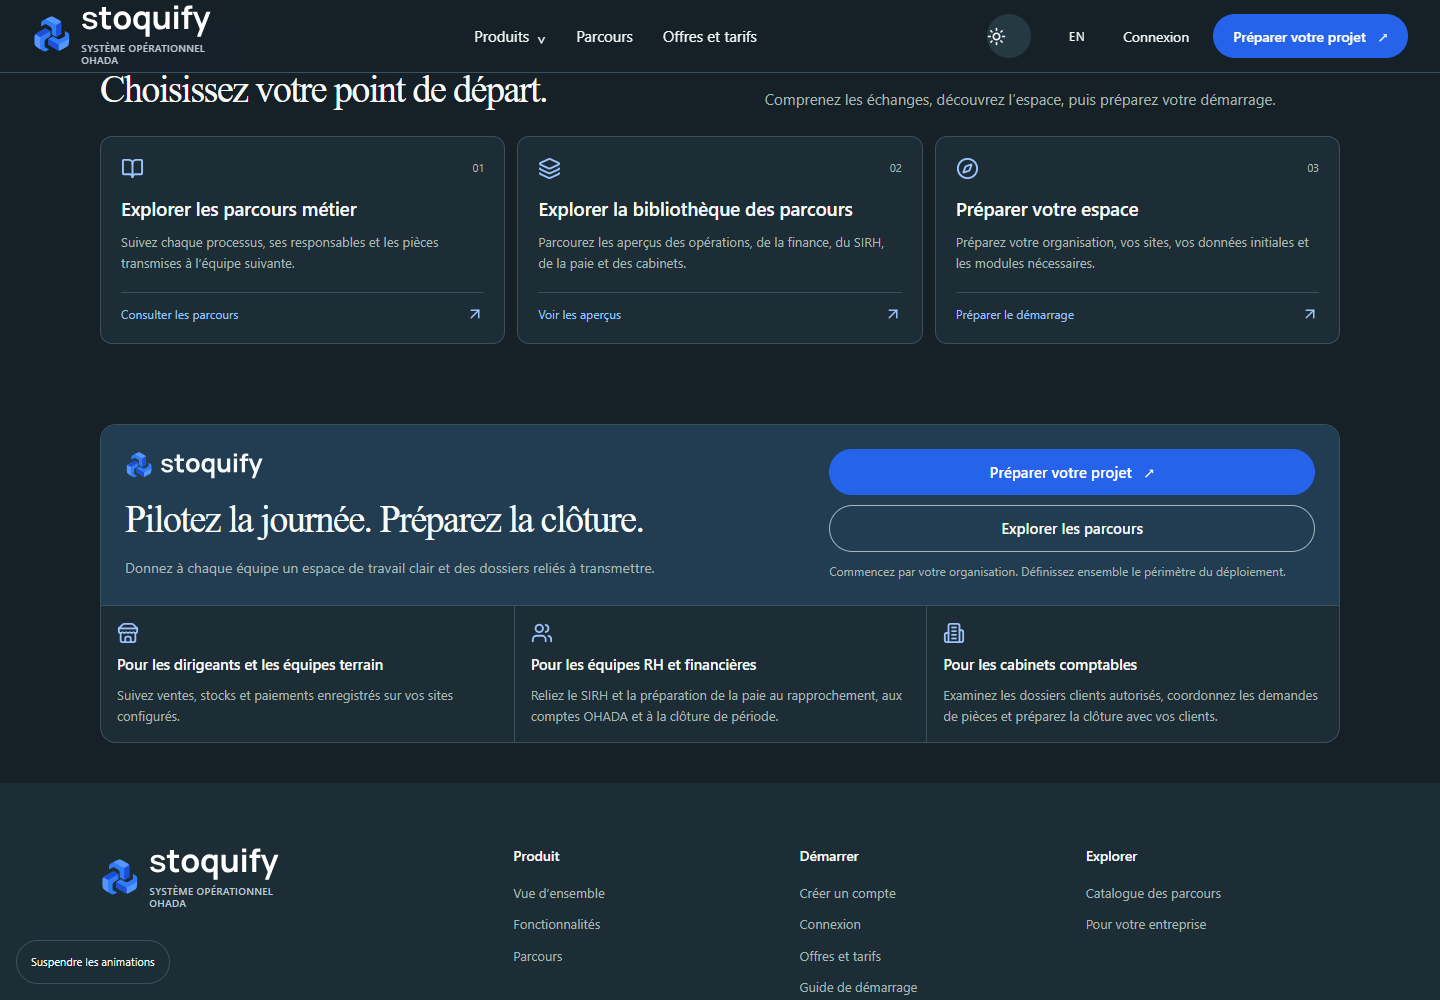 stoquify
SYSTÈME OPÉRATIONNEL
OHADA
Produits
Parcours
Offres et tarifs
EN
Connexion
Préparer votre projet ↗
Choisissez votre point de départ.
Comprenez les échanges, découvrez l’espace, puis préparez votre démarrage.
01
Explorer les parcours métier
Suivez chaque processus, ses responsables et les pièces
transmises à l’équipe suivante.
Consulter les parcours
02
Explorer la bibliothèque des parcours
Parcourez les aperçus des opérations, de la finance, du SIRH,
de la paie et des cabinets.
Voir les aperçus
03
Préparer votre espace
Préparez votre organisation, vos sites, vos données initiales et
les modules nécessaires.
Préparer le démarrage
stoquify
Pilotez la journée. Préparez la clôture.
Donnez à chaque équipe un espace de travail clair et des dossiers reliés à transmettre.
Préparer votre projet ↗
Explorer les parcours
Commencez par votre organisation. Définissez ensemble le périmètre du déploiement.
Pour les dirigeants et les équipes terrain
Suivez ventes, stocks et paiements enregistrés sur vos sites
configurés.
Pour les équipes RH et financières
Reliez le SIRH et la préparation de la paie au rapprochement, aux
comptes OHADA et à la clôture de période.
Pour les cabinets comptables
Examinez les dossiers clients autorisés, coordonnez les demandes
de pièces et préparez la clôture avec vos clients.
stoquify
SYSTÈME OPÉRATIONNEL
OHADA
Produit
Vue d’ensemble
Fonctionnalités
Parcours
Démarrer
Créer un compte
Connexion
Offres et tarifs
Guide de démarrage
Explorer
Catalogue des parcours
Pour votre entreprise
Suspendre les animations